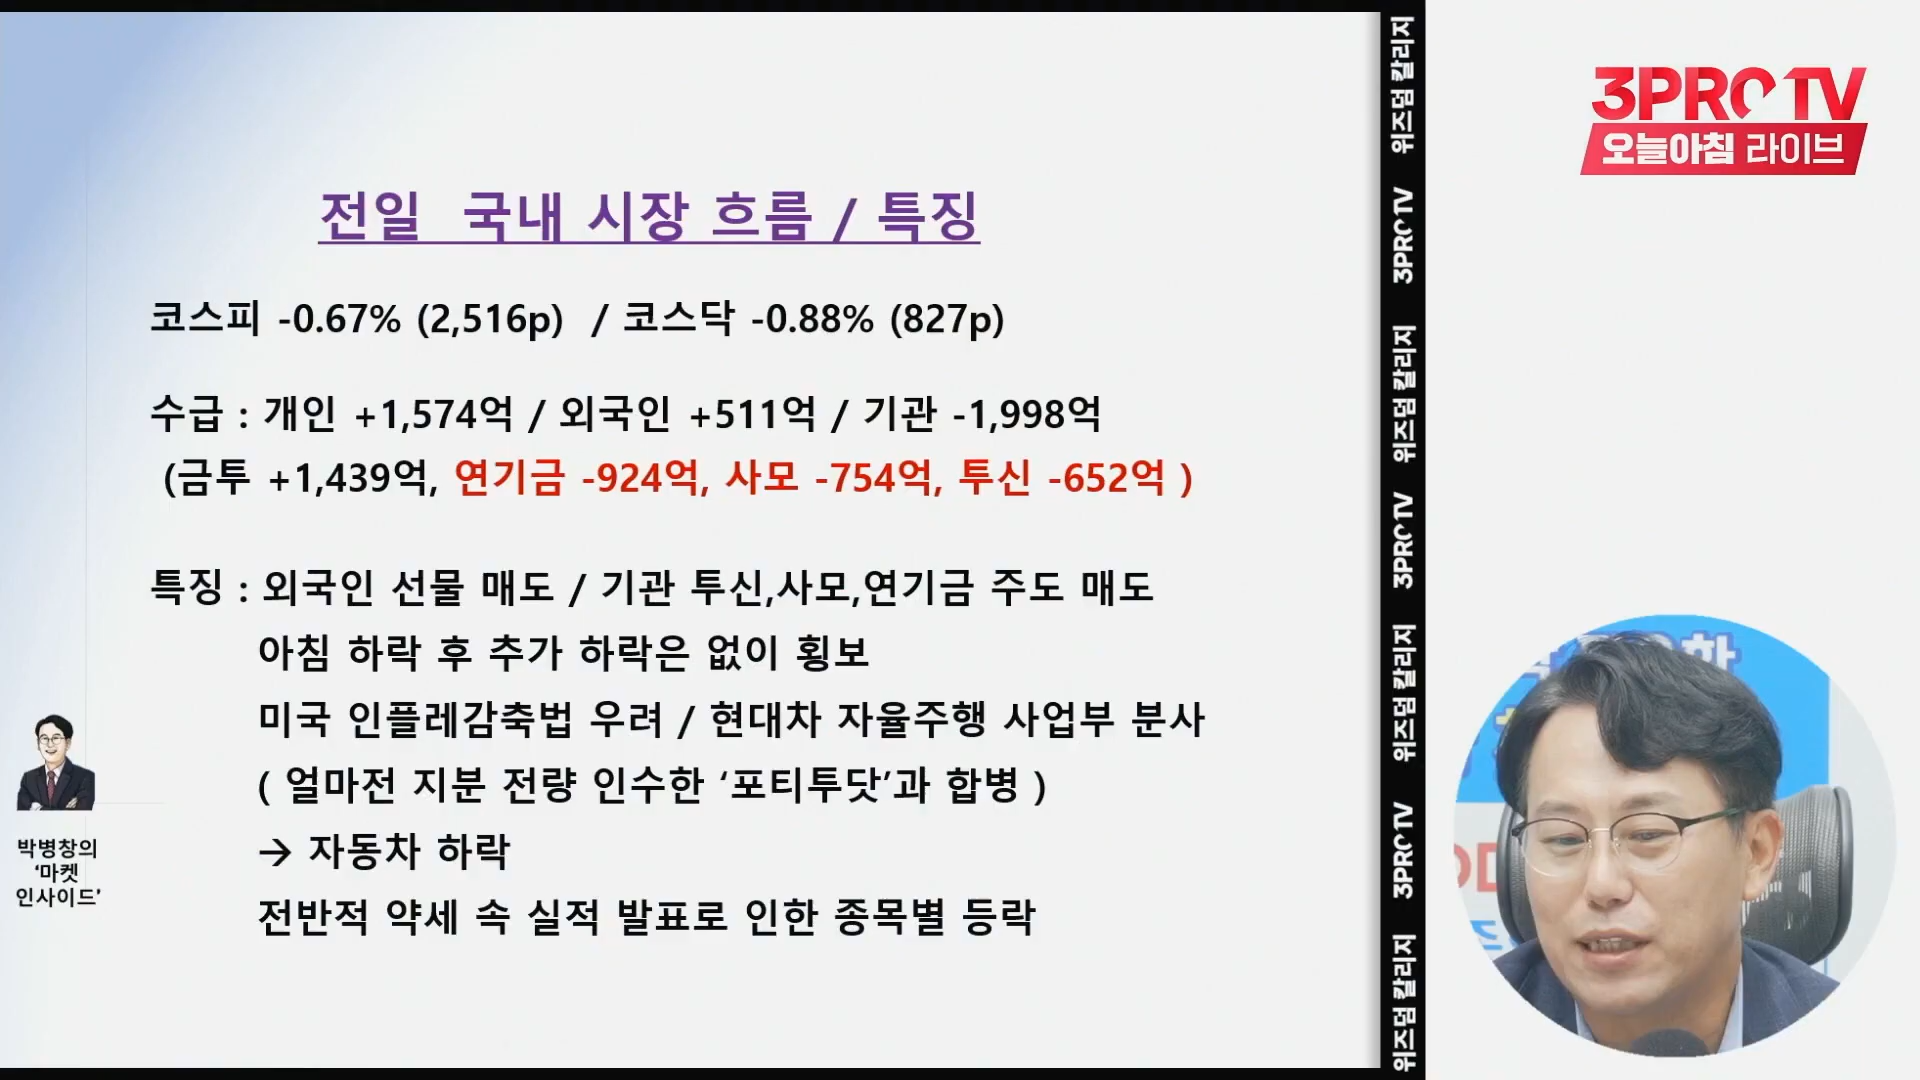 전일 국내 시장 흐름 / 특징
코스피 -0.67% (2,516p) / 코스닥 -0.88% (827p)
수급 : 개인 +1,574억 / 외국인 +511억 / 기관 -1,998억
(금투 +1,439억, 연기금 -924억, 사모 -754억, 투신 -652억 )
특징 : 외국인 선물 매도 / 기관 투신,사모,연기금 주도 매도
아침 하락 후 추가 하락은 없이 횡보
미국 인플레감축법 우려 / 현대차 자율주행 사업부 분사
( 얼마전 지분 전량 인수한 ‘포티투닷’과 합병 )
→ 자동차 하락
전반적 약세 속 실적 발표로 인한 종목별 등락
박병창의
‘마켓
인사이드’
위즈덤 칼리지
3PROTV
위즈덤 칼리지
3PROTV
위즈덤 칼리지
3PROTV
위즈덤 칼리지
3PROTV
오늘아침 라이브